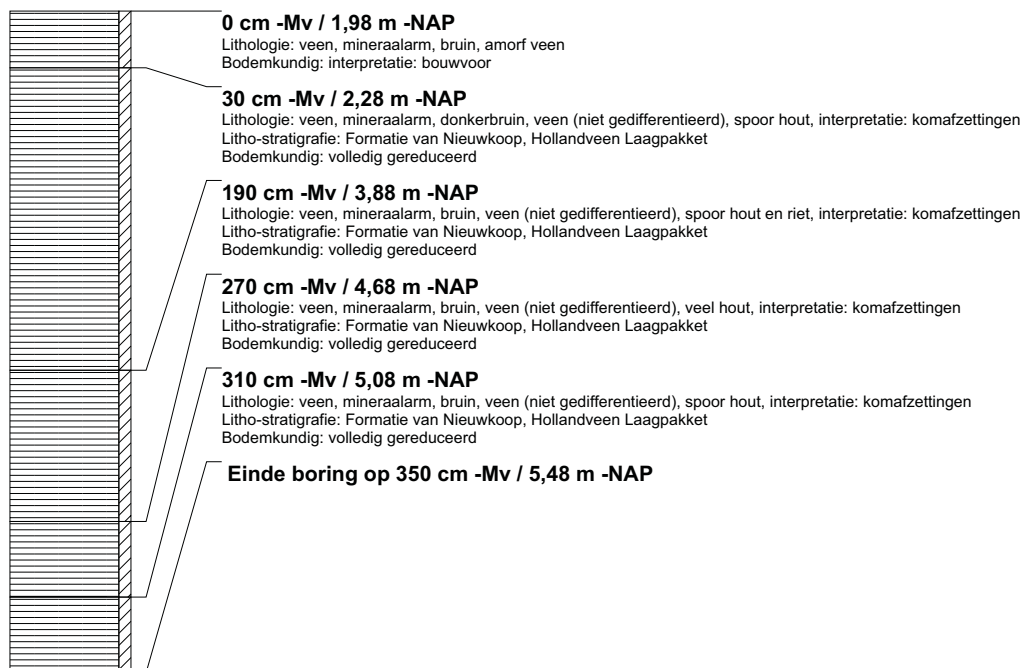 0 cm -Mv / 1,98 m -NAP
Lithologie: veen, mineraalarm, bruin, amorf veen
Bodemkundig: interpretatie: bouwvoor
30 cm -Mv / 2,28 m -NAP
Lithologie: veen, mineraalarm, donkerbruin, veen (niet gedifferentieerd), spoor hout, interpretatie: komafzettingen
Litho-stratigrafie: Formatie van Nieuwkoop, Hollandveen Laagpakket
Bodemkundig: volledig gereduceerd
190 cm -Mv / 3,88 m -NAP
Lithologie: veen, mineraalarm, bruin, veen (niet gedifferentieerd), spoor hout en riet, interpretatie: komafzettingen
Litho-stratigrafie: Formatie van Nieuwkoop, Hollandveen Laagpakket
Bodemkundig: volledig gereduceerd
270 cm -Mv / 4,68 m -NAP
Lithologie: veen, mineraalarm, bruin, veen (niet gedifferentieerd), veel hout, interpretatie: komafzettingen
Litho-stratigrafie: Formatie van Nieuwkoop, Hollandveen Laagpakket
Bodemkundig: volledig gereduceerd
310 cm -Mv / 5,08 m -NAP
Lithologie: veen, mineraalarm, bruin, veen (niet gedifferentieerd), spoor hout, interpretatie: komafzettingen
Litho-stratigrafie: Formatie van Nieuwkoop, Hollandveen Laagpakket
Bodemkundig: volledig gereduceerd
Einde boring op 350 cm -Mv / 5,48 m -NAP